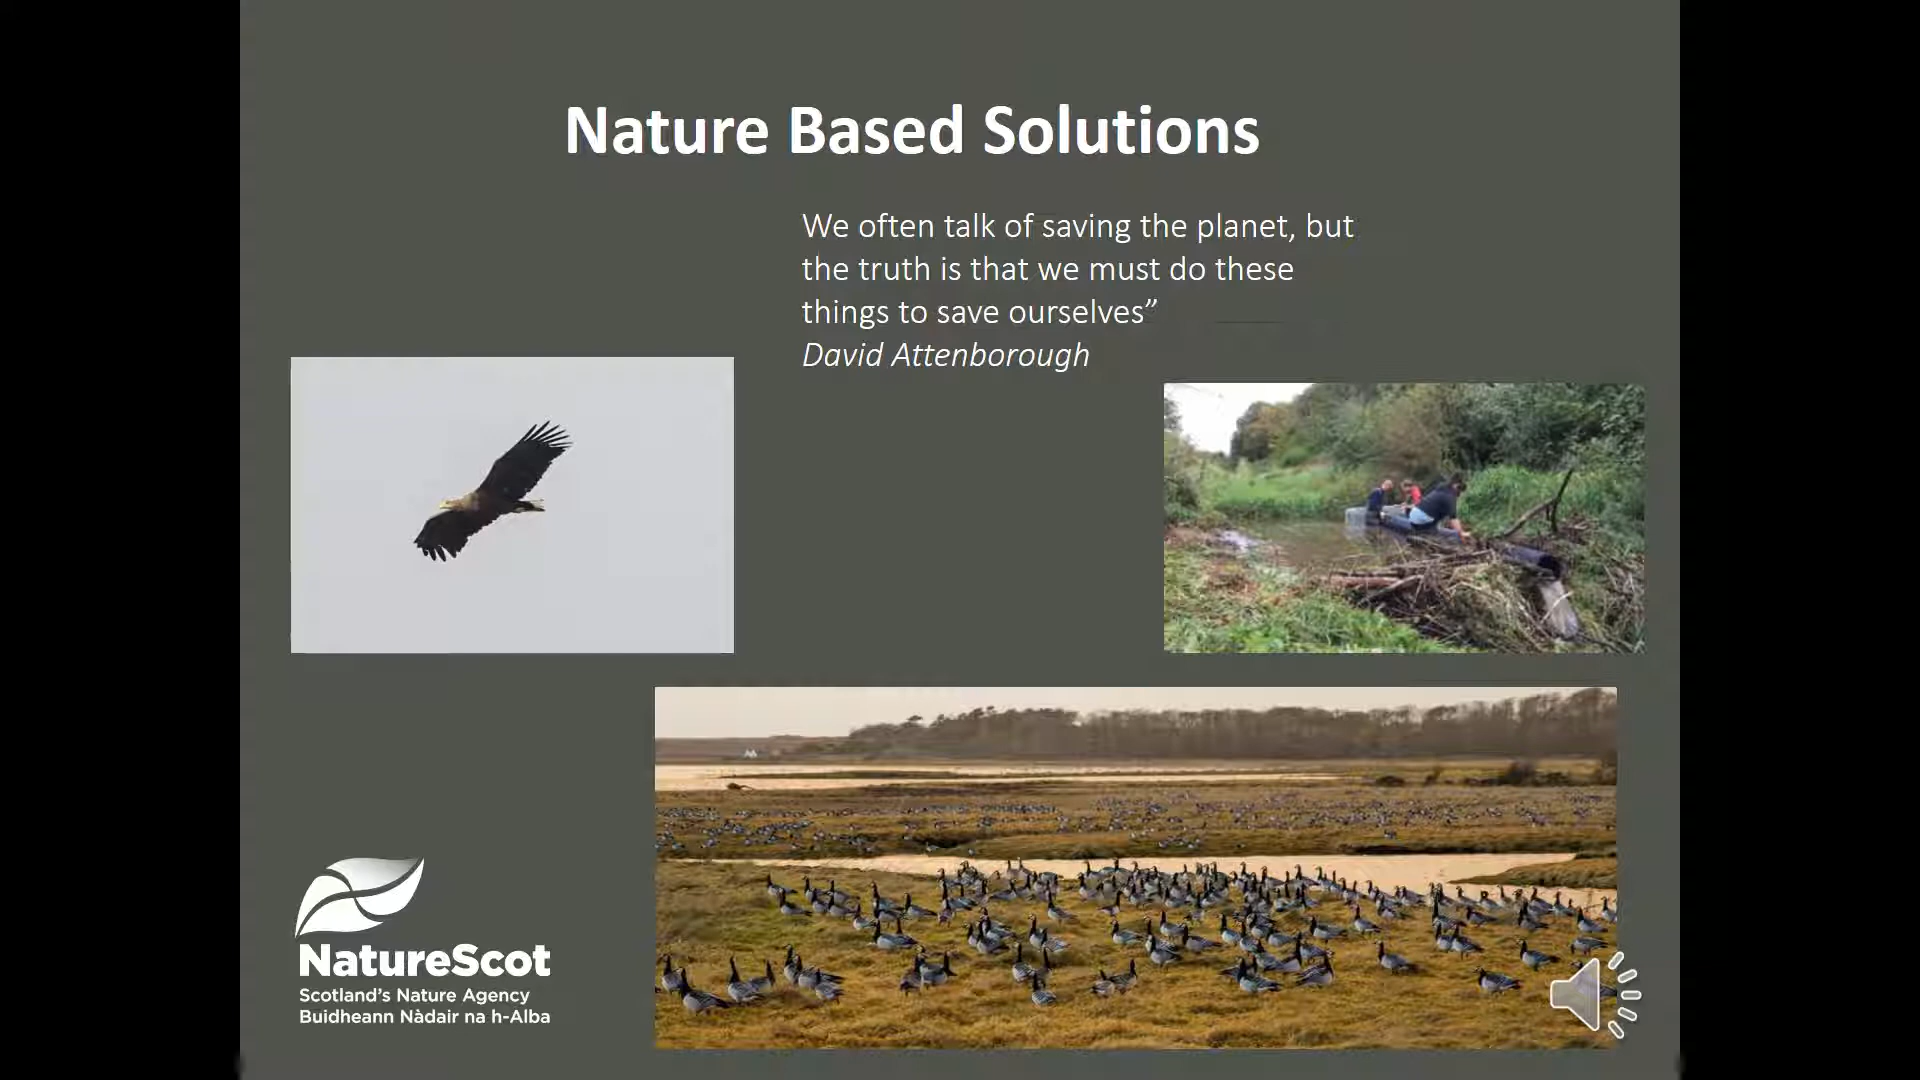 Nature Based Solutions
We often talk of saving the planet, but
the truth is that we must do these
things to save ourselves”
David Attenborough
NatureScot
Scotland's Nature Agency
Buidheann Nàdair na h-Alba